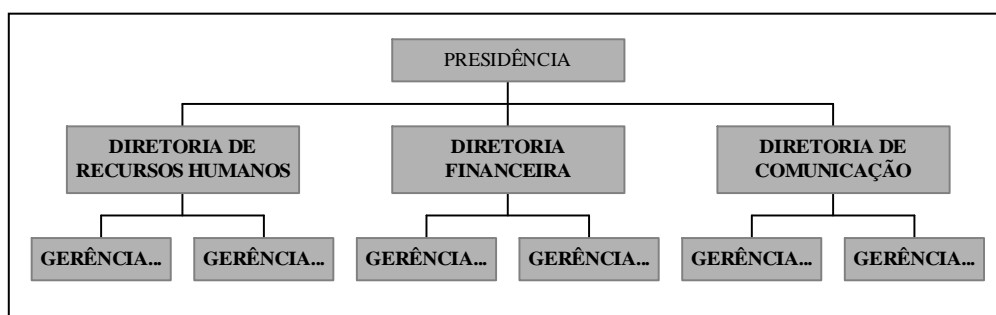 PRESIDÊNCIA
DIRETORIA DE
RECURSOS HUMANOS
DIRETORIA
FINANCEIRA
DIRETORIA DE
COMUNICAÇÃO
GERÊNCIA...
GERÊNCIA...
GERÊNCIA...
GERÊNCIA...
GERÊNCIA...
GERÊNCIA...